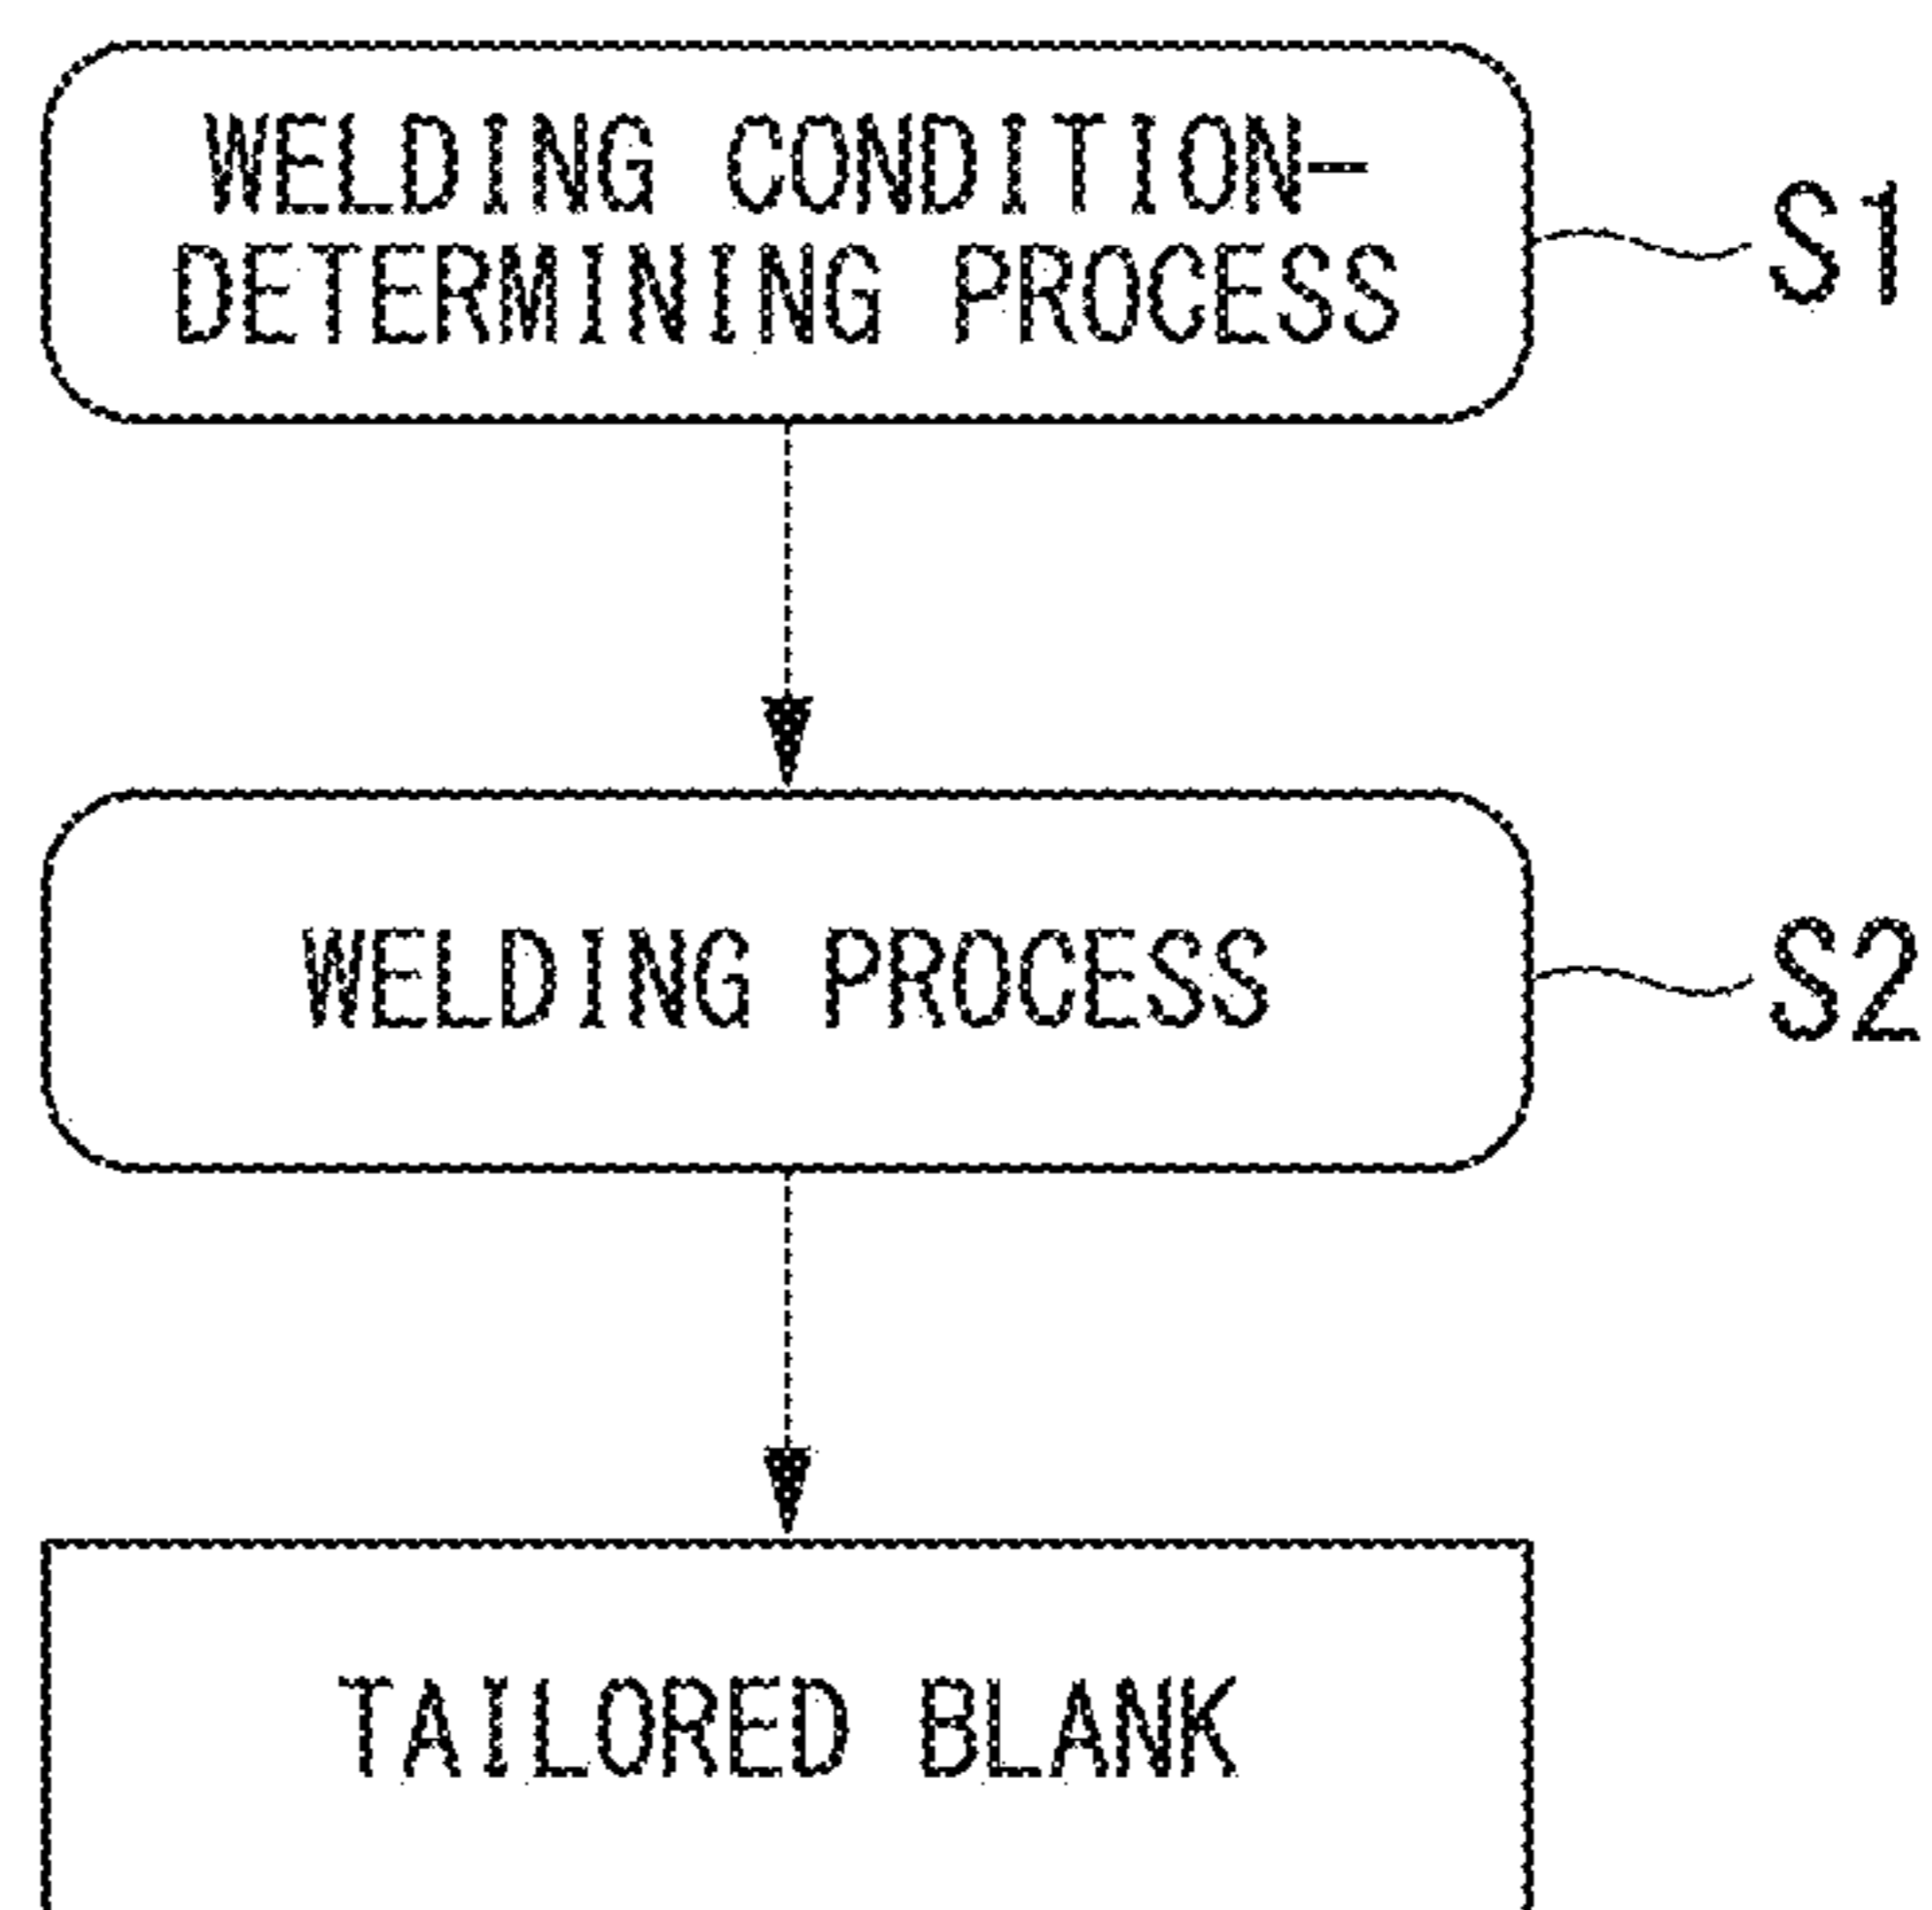 WELDING CONDITION-
DETERMINING PROCESS
S1
WELDING PROCESS
S2
TAILORED BLANK